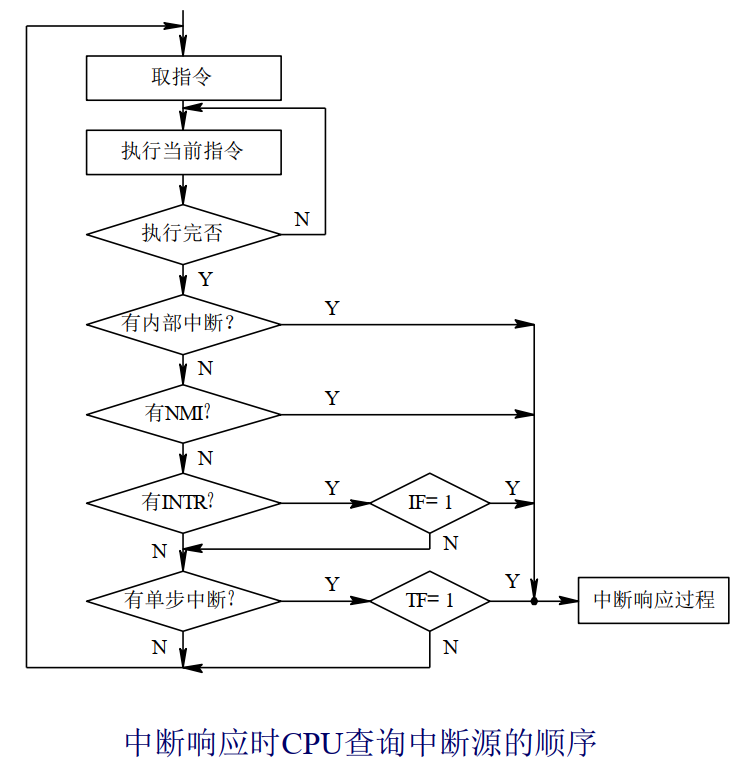 取指令
执行当前指令
执行完否
N
Y
有内部中断?
Y
N
有NMI?
Y
N
有INTR?
Y
IF= 1
Y
N
N
有单步中断?
Y
TF= 1
Y
中断响应过程
N
N
中断响应时CPU查询中断源的顺序